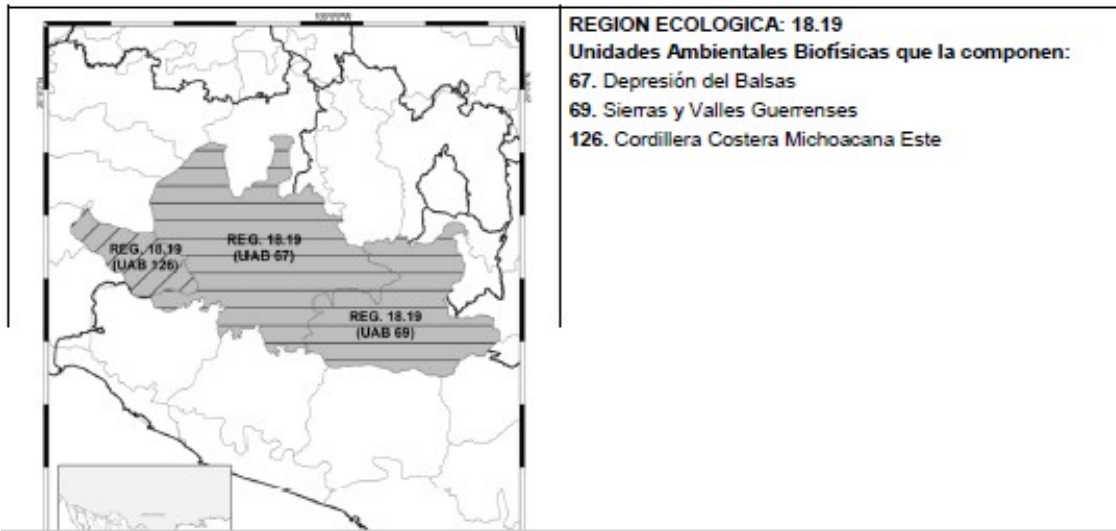 REGION ECOLOGICA: 18.19
Unidades Ambientales Biofísicas que la componen:
67. Depresión del Balsas
69. Sierras y Valles Guerrenses
126. Cordillera Costera Michoacana Este
REG. 18.19
(UAB 126)
REG. 18.19
(UAB 67)
REG. 18.19
(UAB 69)